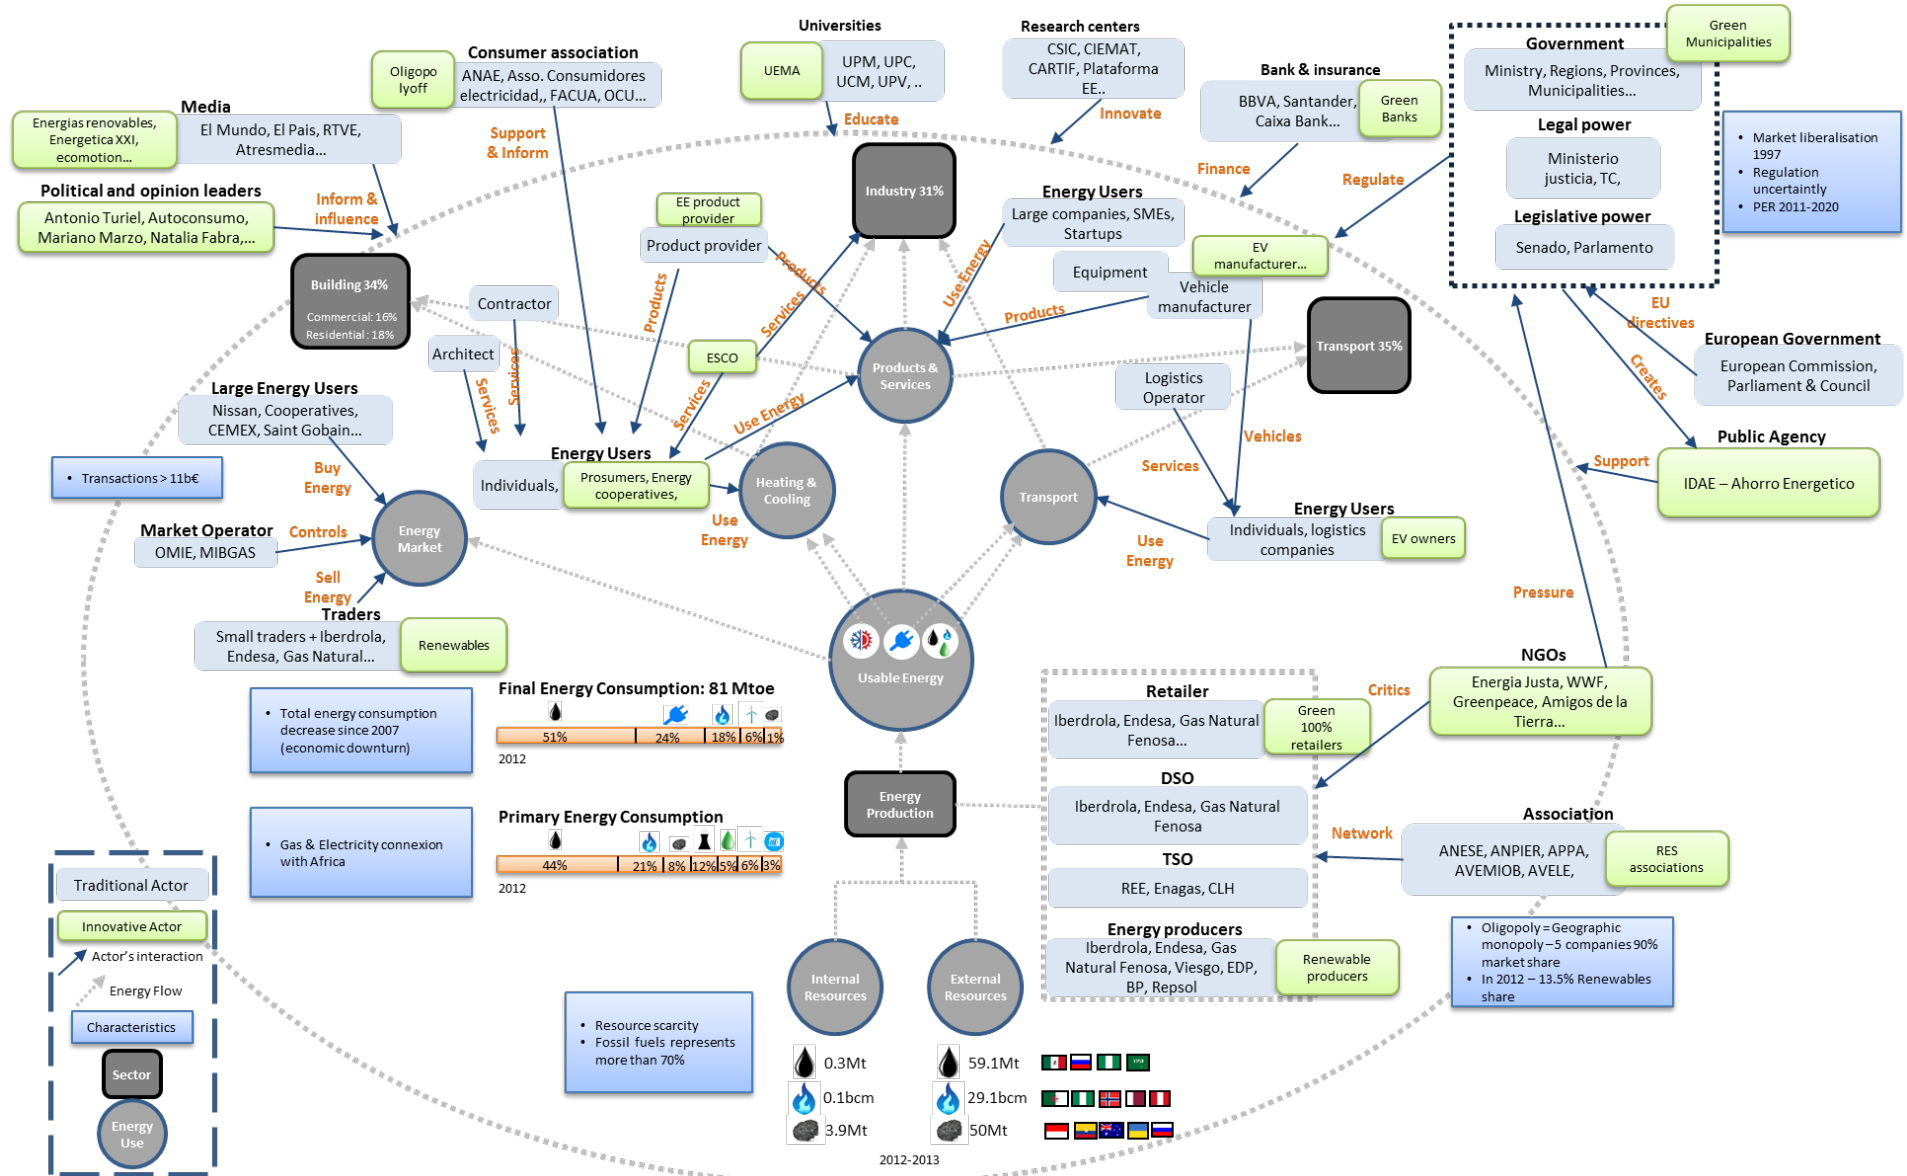 Universities
UEMA
UPM, UPC,
UCM, UPV, ..
Educate
Research centers
CSIC, CIEMAT,
CARTIF, Plataforma
EE..
Innovate
Bank & insurance
BBVA, Santander,
Caixa Bank...
Green
Banks
Finance
Green
Municipalities
Government
Ministry, Regions, Provinces,
Municipalities...
Legal power
Ministerio
justicia, TC,
Legislative power
Senado, Parlamento
Regulate
• Market liberalisation
1997
• Regulation
uncertaintly
• PER 2011-2020
Consumer association
Oligopo
lyoff
ANAE, Asso. Consumidores
electricidad,, FACUA, OCU...
Support
& Inform
Media
Energias renovables,
Energetica XXI,
ecomotion...
El Mundo, El Pais, RTVE,
Atresmedia...
Political and opinion leaders
Antonio Turiel, Autoconsumo,
Mariano Marzo, Natalia Fabra,...
Inform &
influence
Industry 31%
EE product
provider
Product provider
Products
Products
Services
Energy Users
Large companies, SMEs,
Startups
Use Energy
EV
manufacturer...
Equipment
Vehicle
manufacturer
Products
Building 34%
Commercial: 16%
Residential : 18%
Contractor
Architect
Services
Services
ESCO
Services
Use Energy
Products &
Services
Transport 35%
EU
directives
European Government
European Commission,
Parliament & Council
Creates
Public Agency
IDAE – Ahorro Energetico
Support
Large Energy Users
Nissan, Cooperatives,
CEMEX, Saint Gobain...
Buy
Energy
• Transactions > 11b€
Energy Users
Individuals,
Prosumers, Energy
cooperatives,
Use
Energy
Heating &
Cooling
Transport
Logistics
Operator
Services
Vehicles
Energy Users
Individuals, logistics
companies
EV owners
Use
Energy
Market Operator
OMIE, MIBGAS
Controls
Energy
Market
Sell
Energy
Traders
Small traders + Iberdrola,
Endesa, Gas Natural...
Renewables
Usable Energy
Pressure
NGOs
Energia Justa, WWF,
Greenpeace, Amigos de la
Tierra...
Critics
• Total energy consumption
decrease since 2007
(economic downturn)
Final Energy Consumption: 81 Mtoe
51% 24% 18% 6% 1%
2012
• Gas & Electricity connexion
with Africa
Primary Energy Consumption
44% 21% 8% 12% 5% 6% 3%
2012
Energy
Production
Retailer
Iberdrola, Endesa, Gas Natural
Fenosa...
Green
100%
retailers
DSO
Iberdrola, Endesa, Gas Natural
Fenosa
TSO
REE, Enagas, CLH
Energy producers
Iberdrola, Endesa, Gas
Natural Fenosa, Viesgo, EDP,
BP, Repsol
Renewable
producers
Association
ANESE, ANPIER, APPA,
AVEMIOB, AVELE,
RES
associations
Network
• Oligopoly = Geographic
monopoly – 5 companies 90%
market share
• In 2012 – 13.5% Renewables
share
Traditional Actor
Innovative Actor
Actor's interaction
Energy Flow
Characteristics
Sector
Energy
Use
Internal
Resources
External
Resources
• Resource scarcity
• Fossil fuels represents
more than 70%
0.3Mt
59.1Mt
0.1bcm
29.1bcm
3.9Mt
50Mt
2012-2013